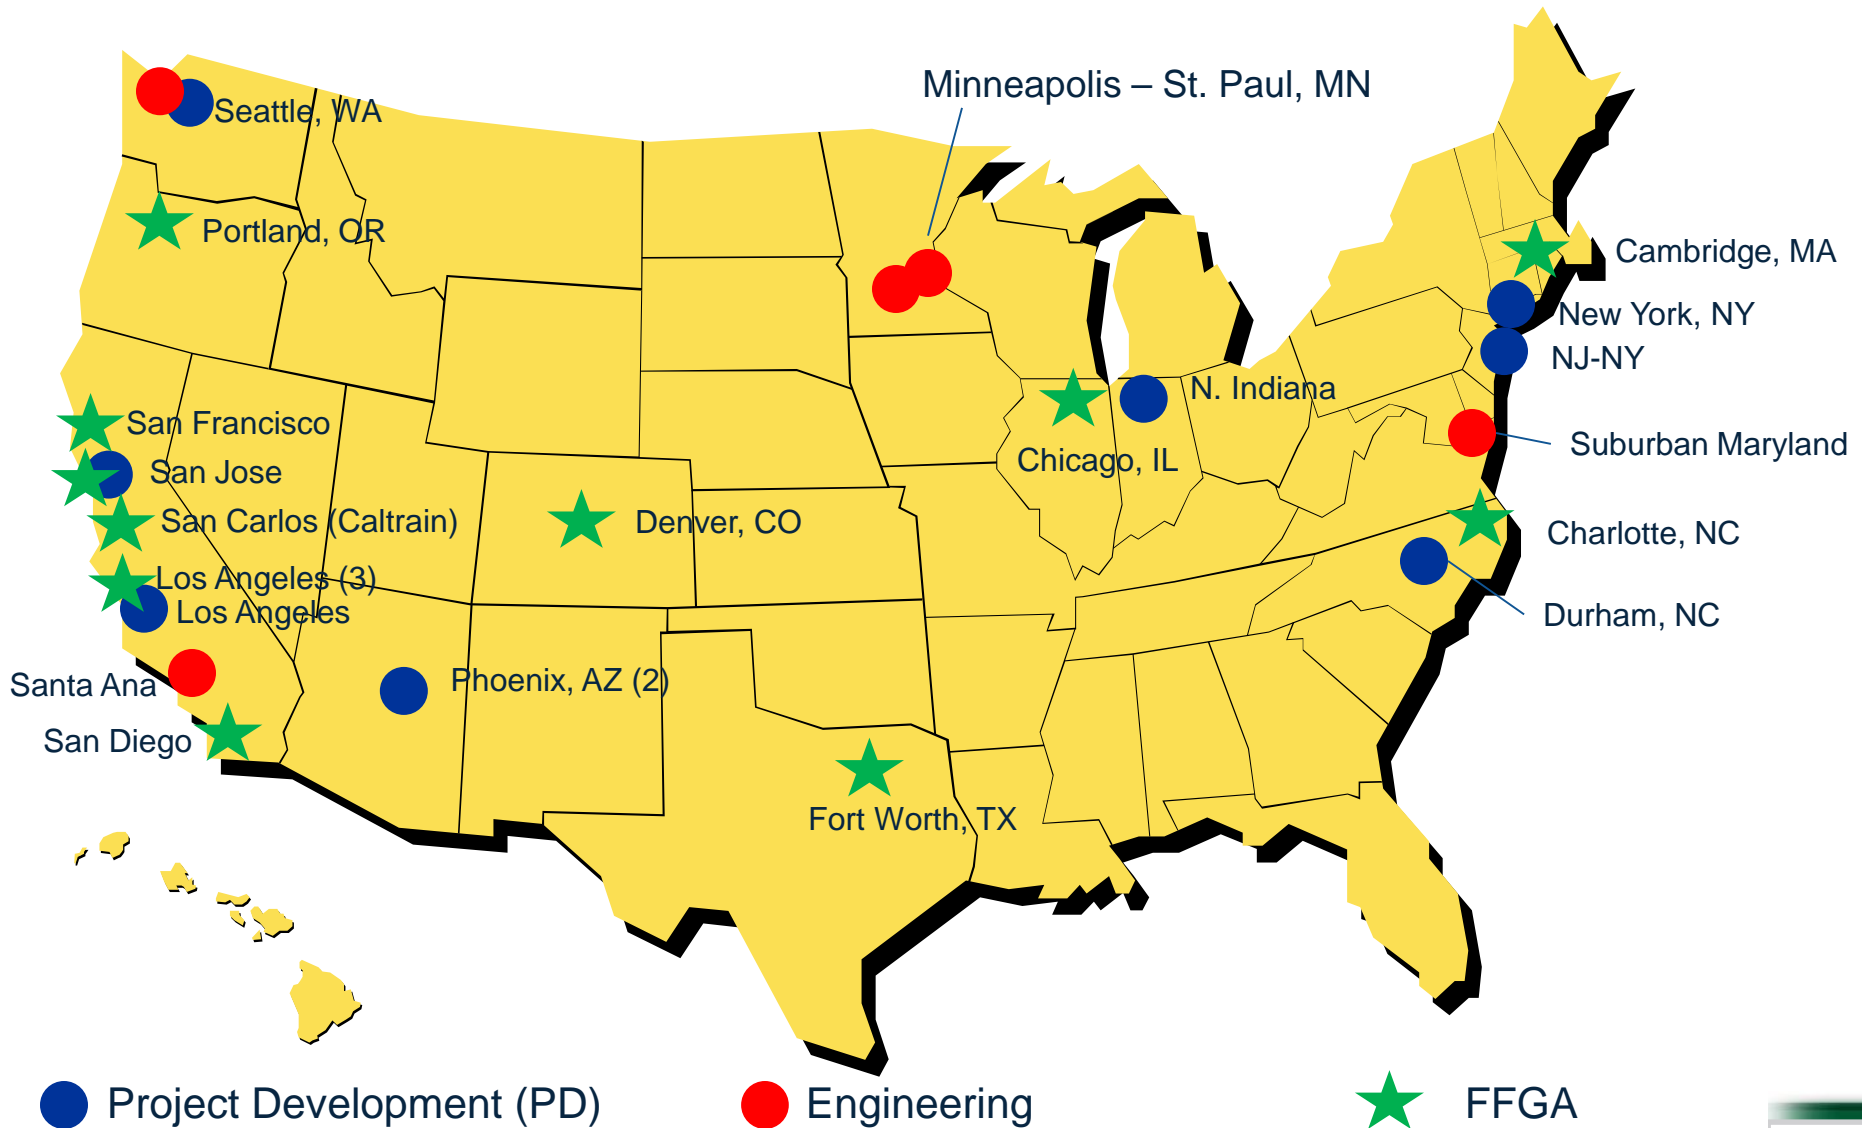 Minneapolis – St. Paul, MN
Seattle, WA
Portland, OR
Cambridge, MA
New York, NY
NJ-NY
N. Indiana
San Francisco
Suburban Maryland
Chicago, IL
San Jose
San Carlos (Caltrain)
Denver, CO
Charlotte, NC
Los Angeles (3)
Los Angeles
Durham, NC
Santa Ana
Phoenix, AZ (2)
San Diego
Fort Worth, TX
Project Development (PD)
Engineering
FFGA